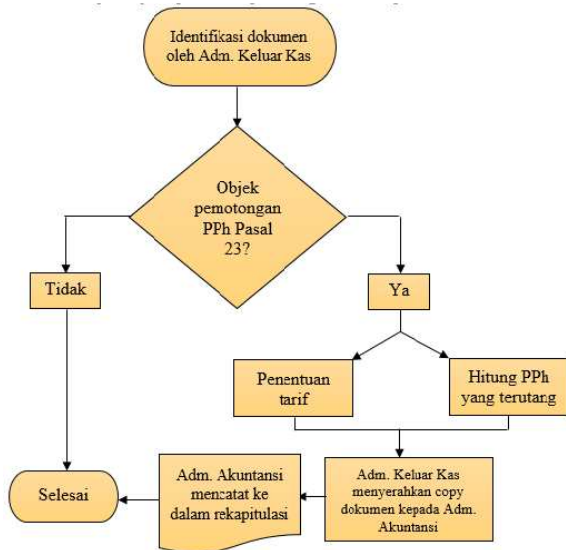 Identifikasi dokumen
oleh Adm. Keluar Kas
Objek
pemotongan
PPh Pasal
23?
Tidak
Ya
Penentuan
tarif
Hitung PPh
yang terutang
Selesai
Adm. Akuntansi
mencatat ke
dalam rekapitulasi
Adm. Keluar Kas
menyerahkan copy
dokumen kepada Adm.
Akuntansi